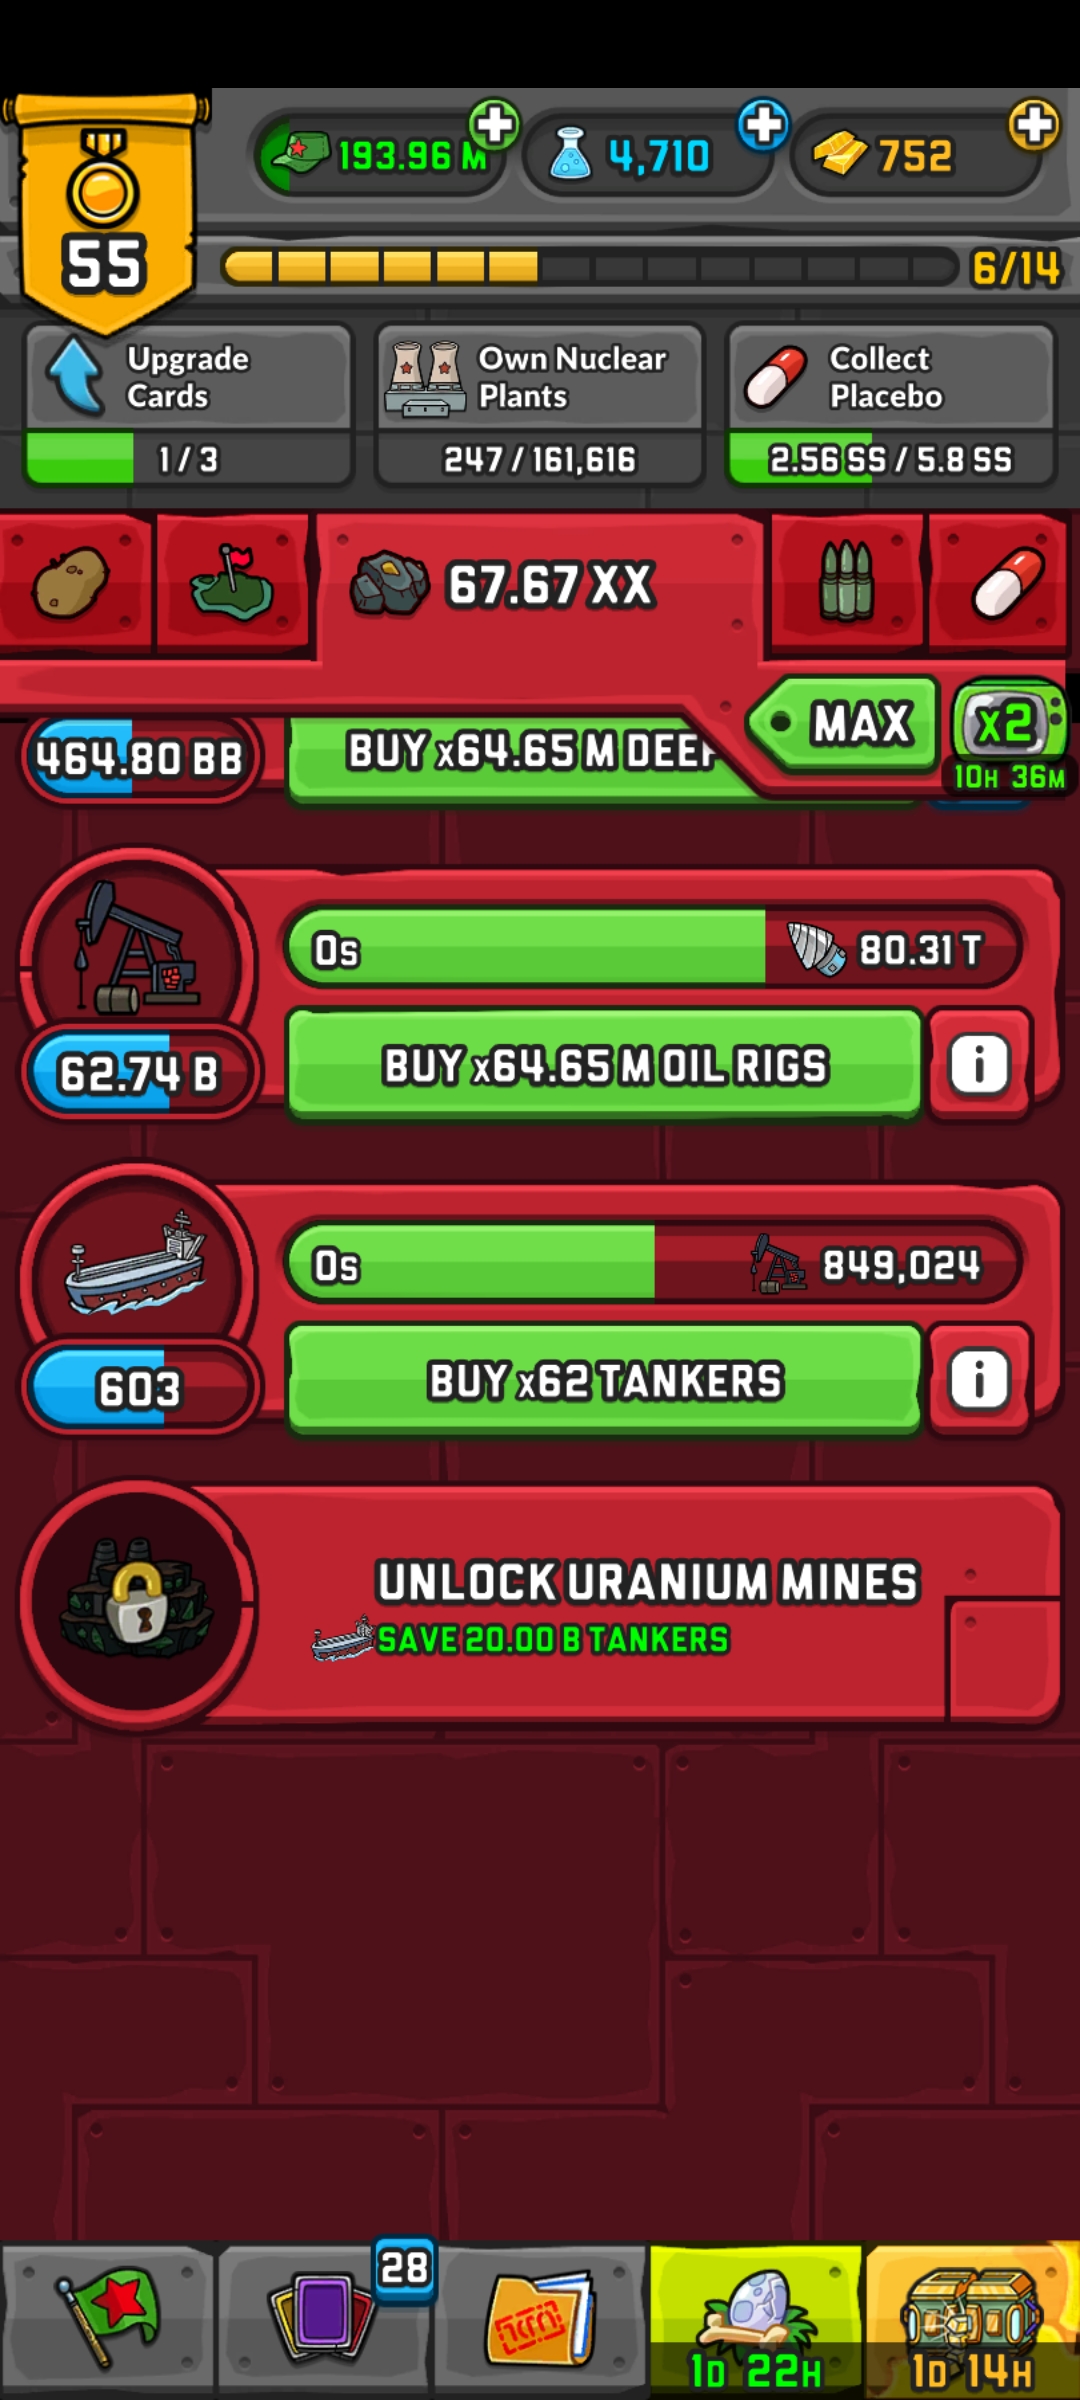 55
193.96 M
4,710
752
6/14
Upgrade
Cards
1 / 3
Own Nuclear
Plants
247 / 161,616
Collect
Placebo
2.56 SS / 5.8 SS
67.67 XX
MAX
x2
10H 36M
464.80 BB
BUY x64.65 M DEEP
0s
80.31 T
62.74 B
BUY x64.65 M OIL RIGS
i
0s
849,024
603
BUY x62 TANKERS
i
UNLOCK URANIUM MINES
SAVE 20.00 B TANKERS
28
1D 22H
1D 14H